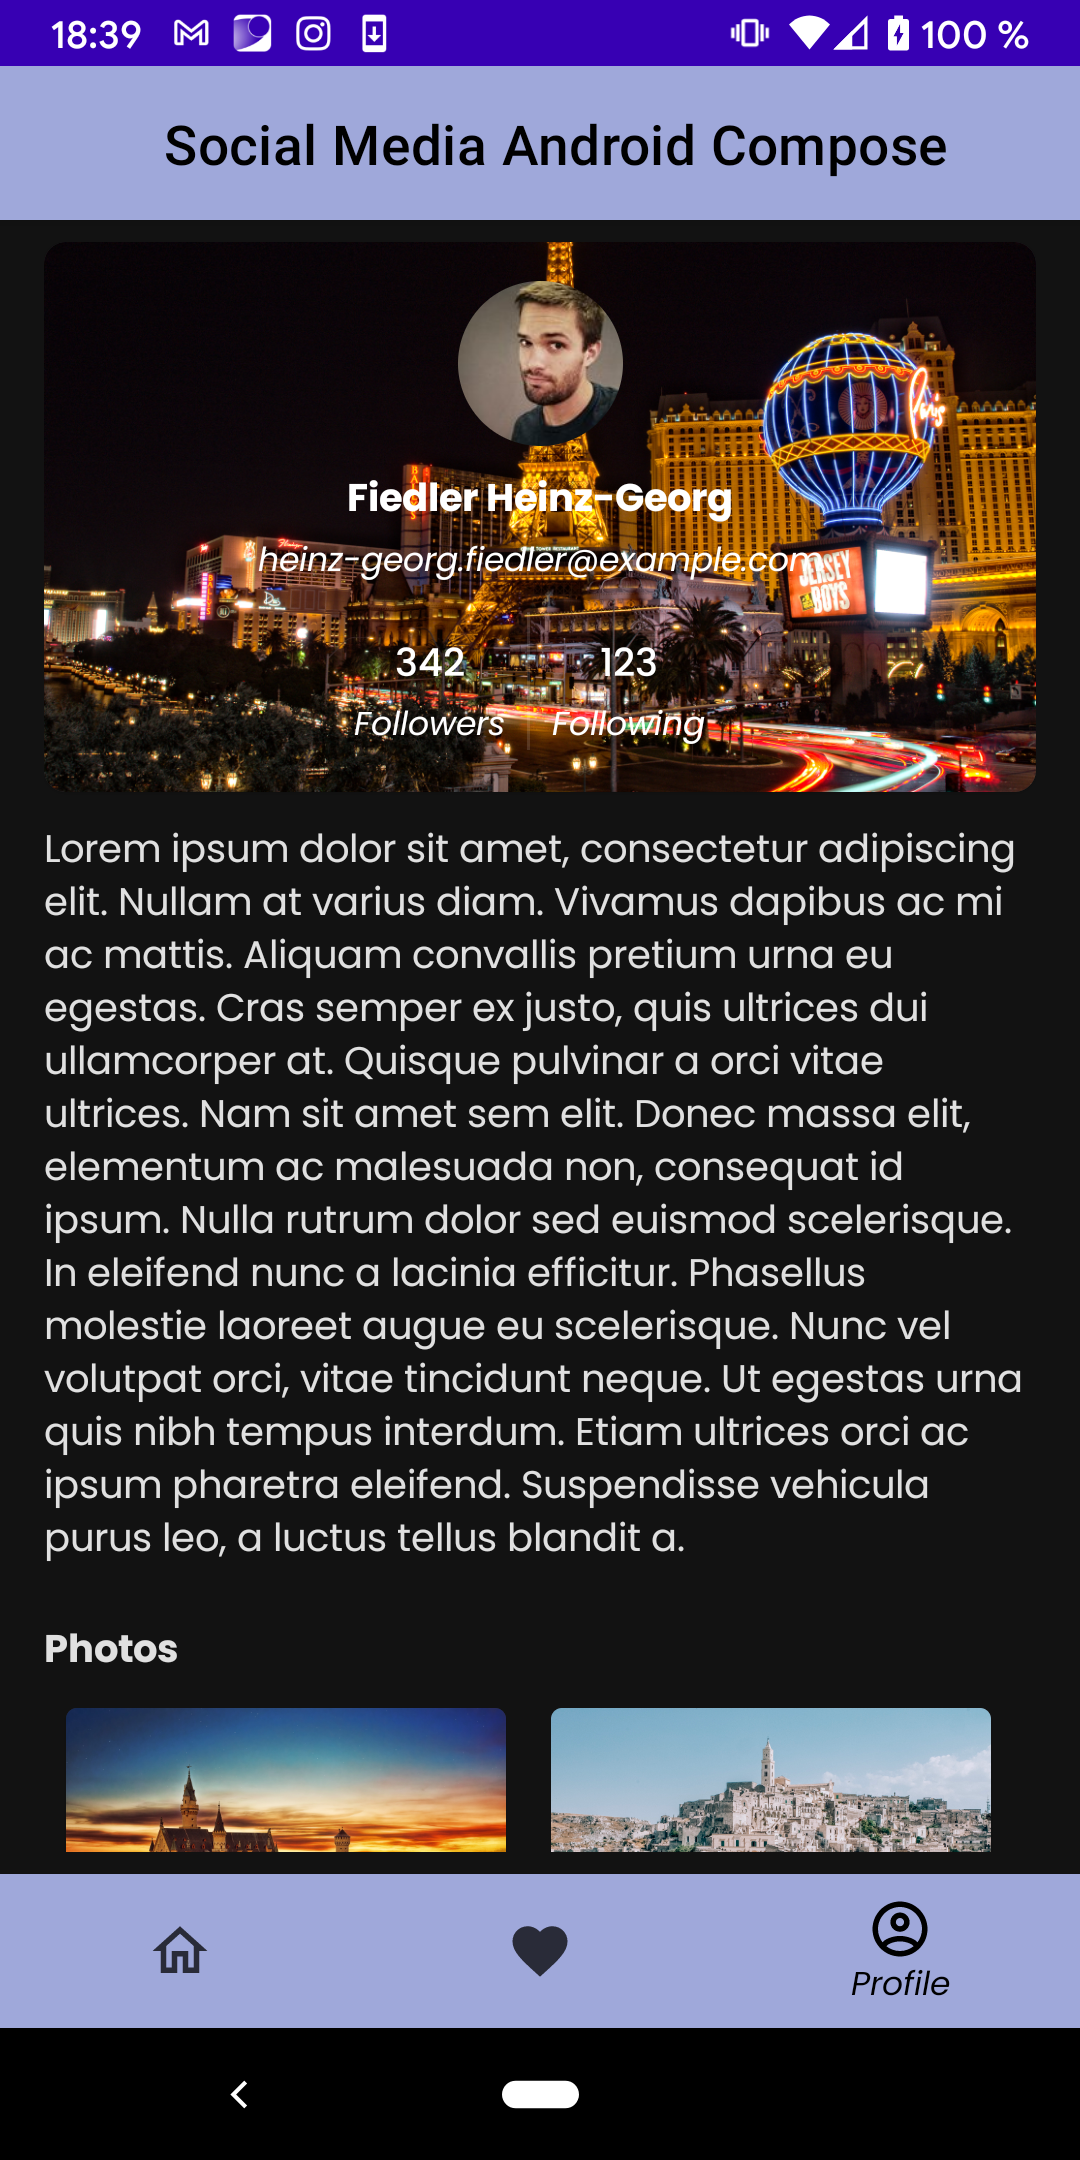 18:39 100 %
Social Media Android Compose
Paris
Fiedler Heinz-Georg
heinz-georg.fiedler@example.com
JERSEY
BOYS
342 123
Followers Following
Lorem ipsum dolor sit amet, consectetur adipiscing
elit. Nullam at varius diam. Vivamus dapibus ac mi
ac mattis. Aliquam convallis pretium urna eu
egestas. Cras semper ex justo, quis ultrices dui
ullamcorper at. Quisque pulvinar a orci vitae
ultrices. Nam sit amet sem elit. Donec massa elit,
elementum ac malesuada non, consequat id
ipsum. Nulla rutrum dolor sed euismod scelerisque.
In eleifend nunc a lacinia efficitur. Phasellus
molestie laoreet augue eu scelerisque. Nunc vel
volutpat orci, vitae tincidunt neque. Ut egestas urna
quis nibh tempus interdum. Etiam ultrices orci ac
ipsum pharetra eleifend. Suspendisse vehicula
purus leo, a luctus tellus blandit a.
Photos
Profile